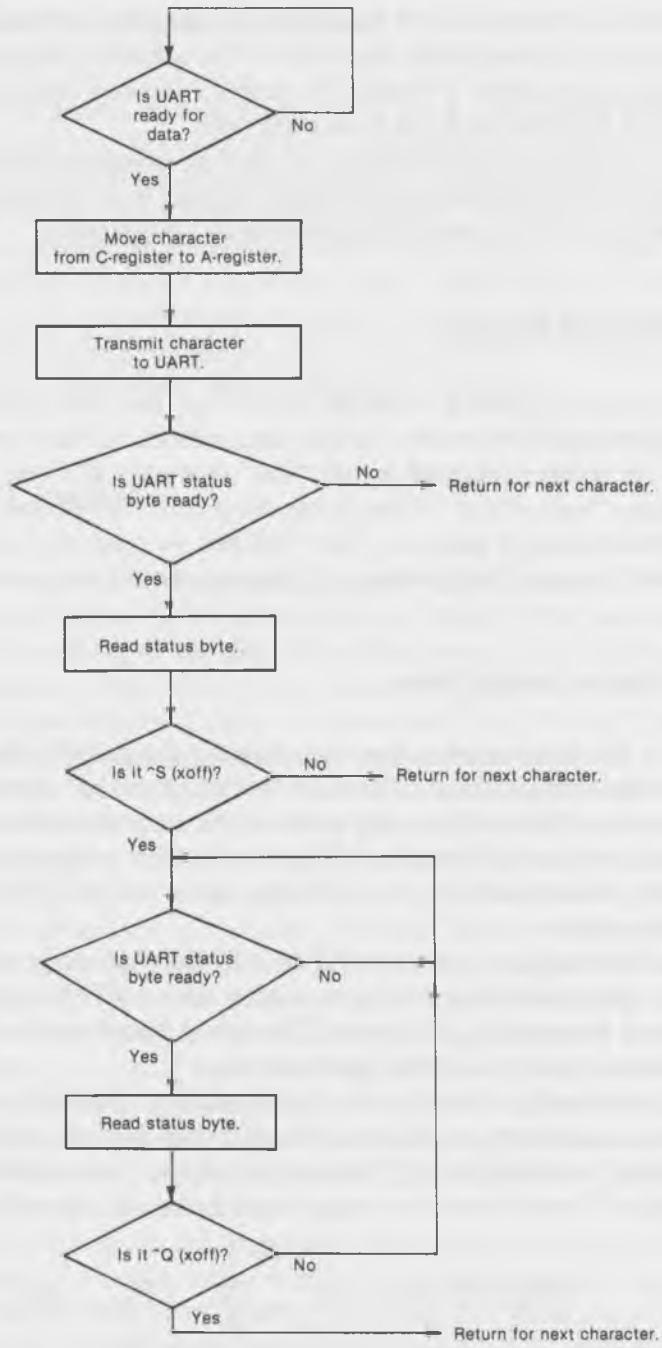 Is UART
ready for
data?
No
Yes
Move character
from C-register to A-register.
Transmit character
to UART.
Is UART status
byte ready?
No
Return for next character.
Yes
Read status byte.
Is it ^S (xoff)?
No
Return for next character.
Yes
Is UART status
byte ready?
No
Yes
Read status byte.
Is it ^Q (xoff)?
No
Yes
Return for next character.